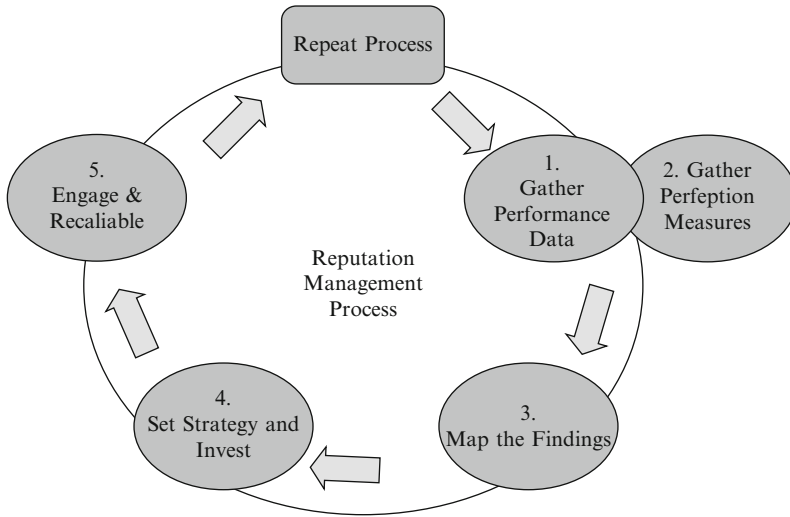 Repeat Process
1.
Gather
Performance
Data
2. Gather
Perfeption
Measures
3.
Map the Findings
4.
Set Strategy and
Invest
5.
Engage &
Recaliable
Reputation
Management
Process